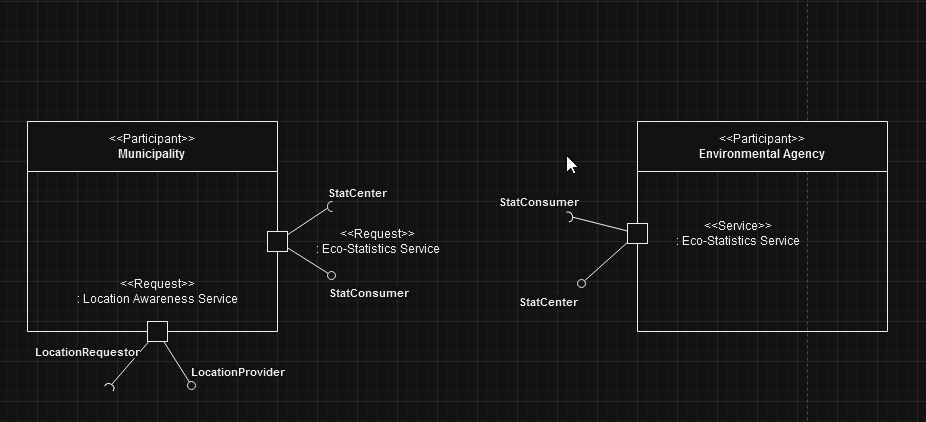 <<Participant>>
Municipality
<<Participant>>
Environmental Agency
StatCenter
<<Request>>
: Eco-Statistics Service
StatConsumer
<<Request>>
: Location Awareness Service
LocationRequestor
LocationProvider
StatConsumer
<<Service>>
: Eco-Statistics Service
StatCenter